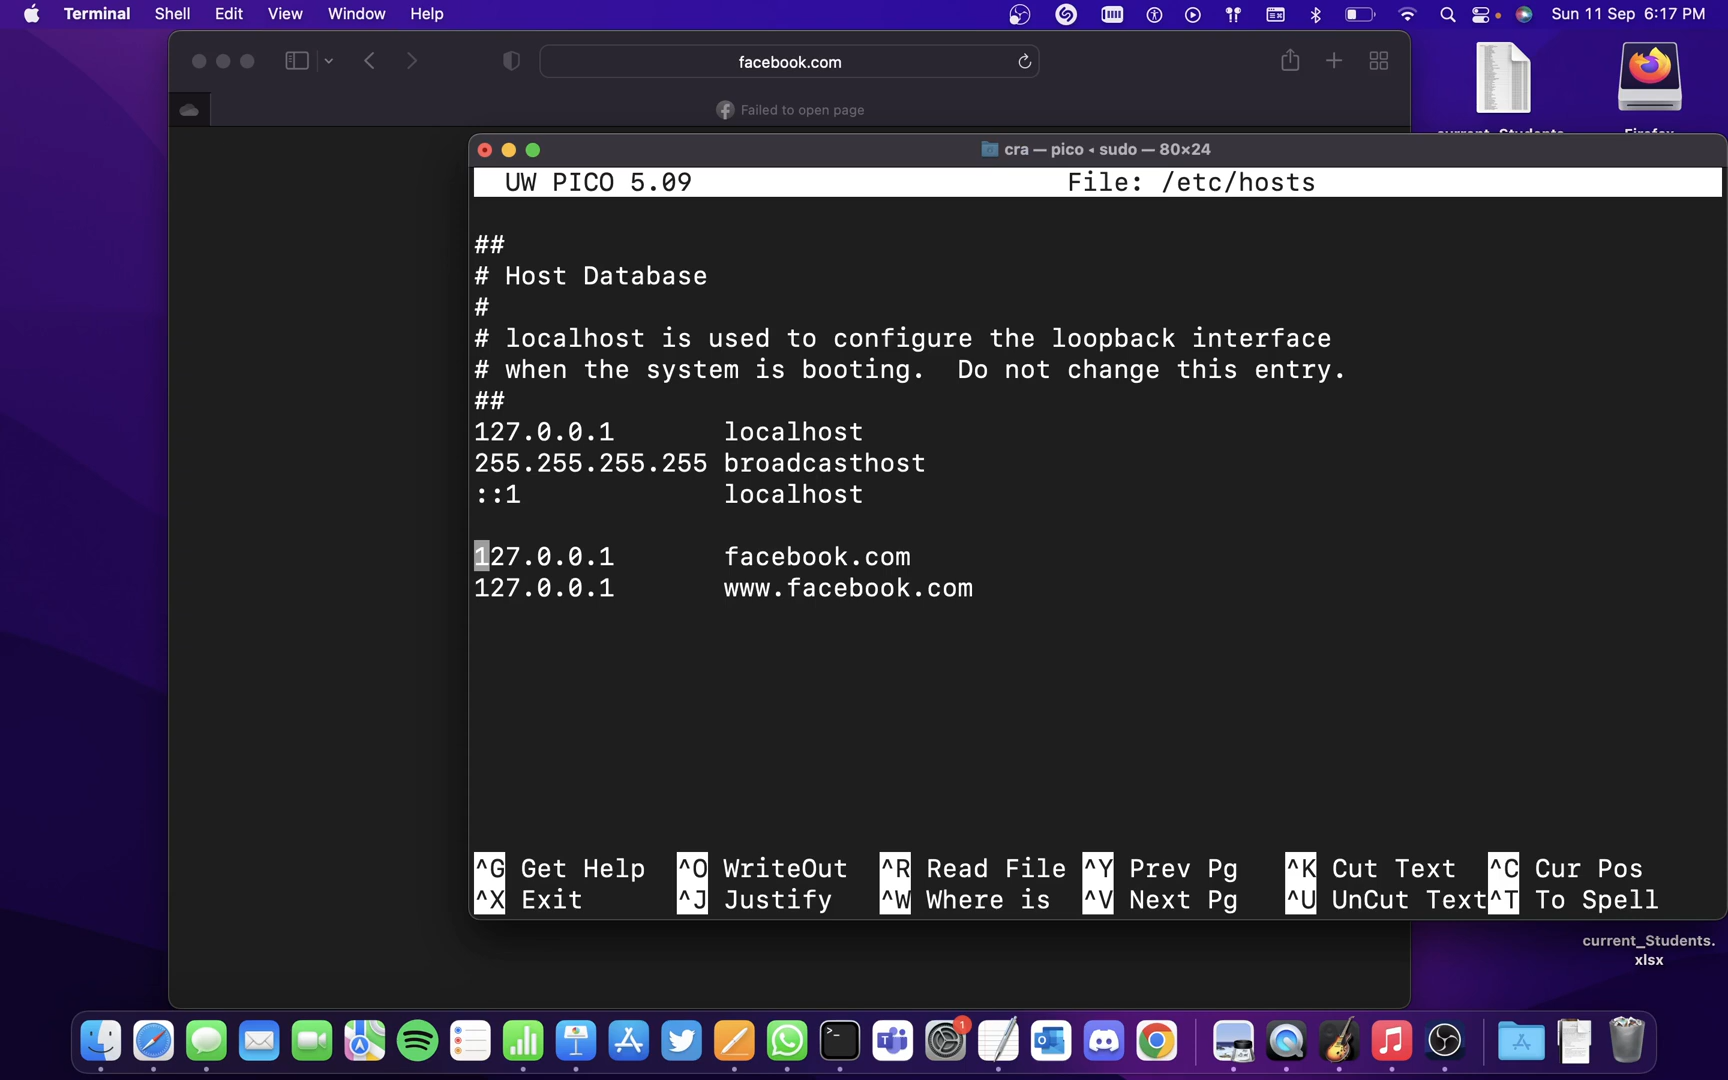 Terminal Shell Edit View Window Help Sun 11 Sep 6:17 PM
facebook.com
Failed to open page
cra — pico ◂ sudo — 80×24
UW PICO 5.09 File: /etc/hosts
##
# Host Database
#
# localhost is used to configure the loopback interface
# when the system is booting.  Do not change this entry.
##
127.0.0.1 localhost
255.255.255.255 broadcasthost
::1 localhost
127.0.0.1 facebook.com
127.0.0.1 www.facebook.com
^G Get Help ^O WriteOut ^R Read File ^Y Prev Pg ^K Cut Text ^C Cur Pos
^X Exit ^J Justify ^W Where is ^V Next Pg ^U UnCut Text ^T To Spell
current_Students.
xlsx
1